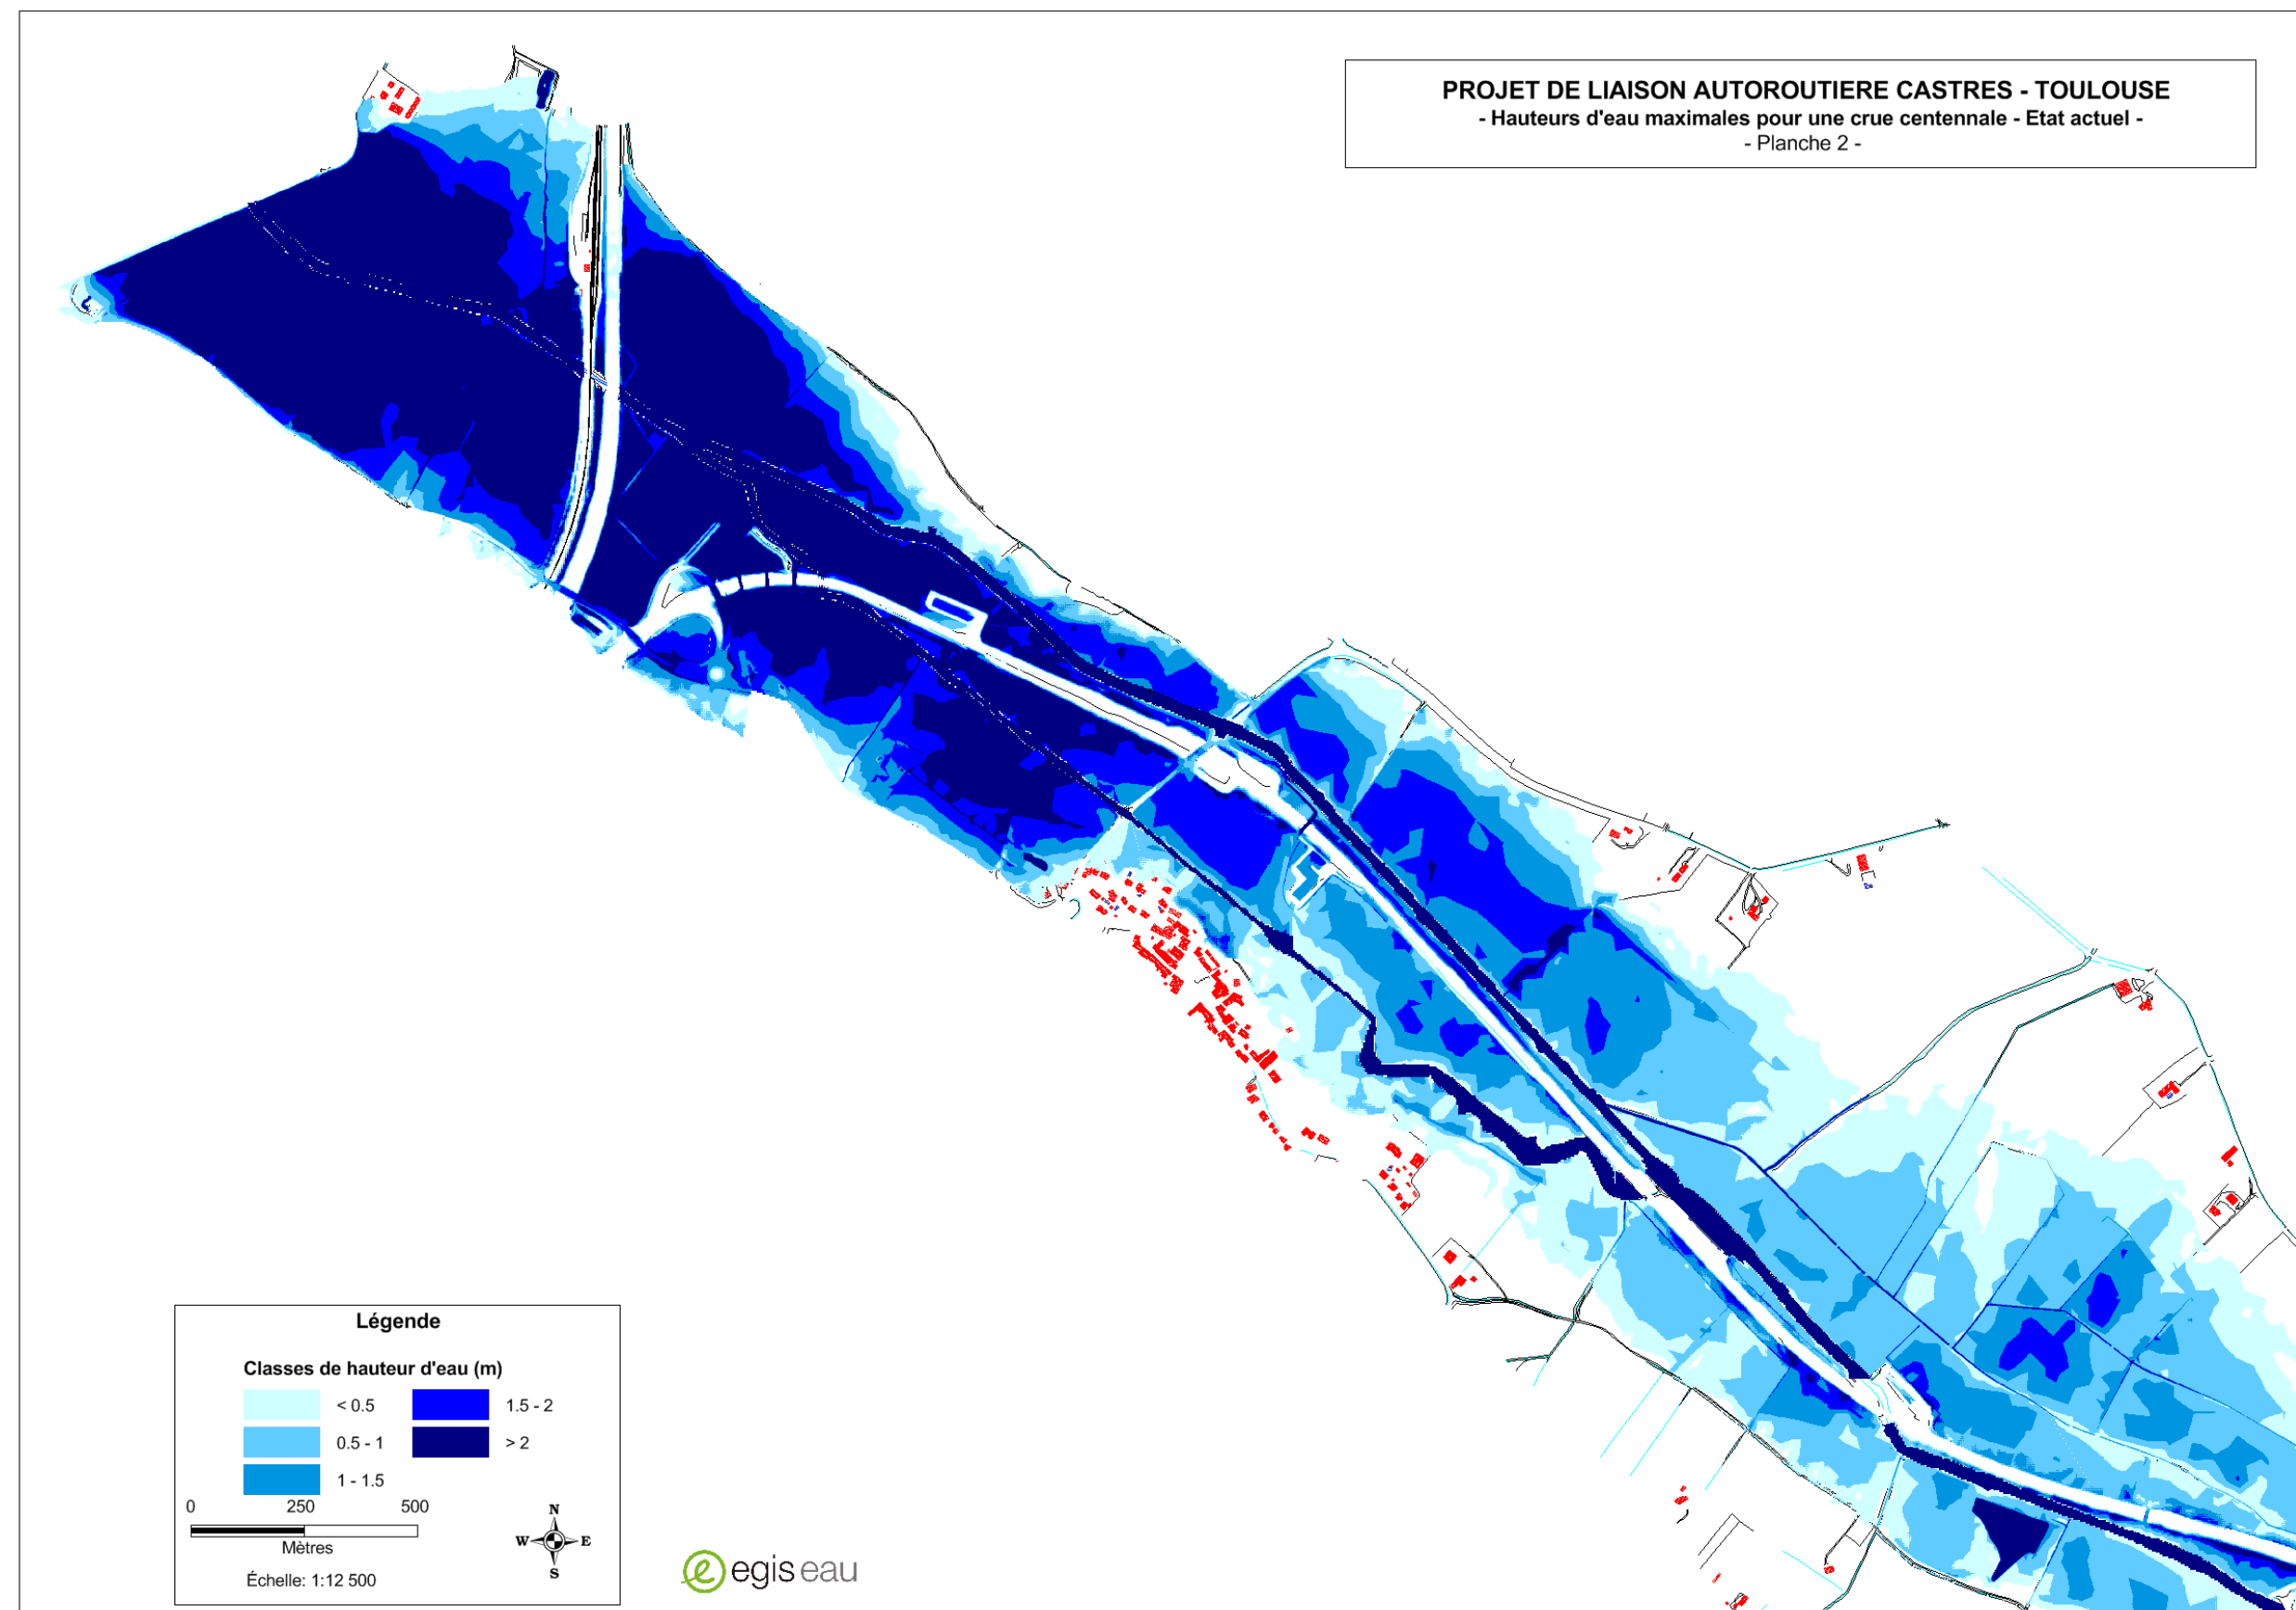 PROJET DE LIAISON AUTOROUTIERE CASTRES - TOULOUSE
- Hauteurs d'eau maximales pour une crue centennale - Etat actuel -
- Planche 2 -
Légende
Classes de hauteur d'eau (m)
< 0.5
1.5 - 2
0.5 - 1
> 2
1 - 1.5
0 250 500
Mètres
Échelle: 1:12 500
N
W E
S
egis eau